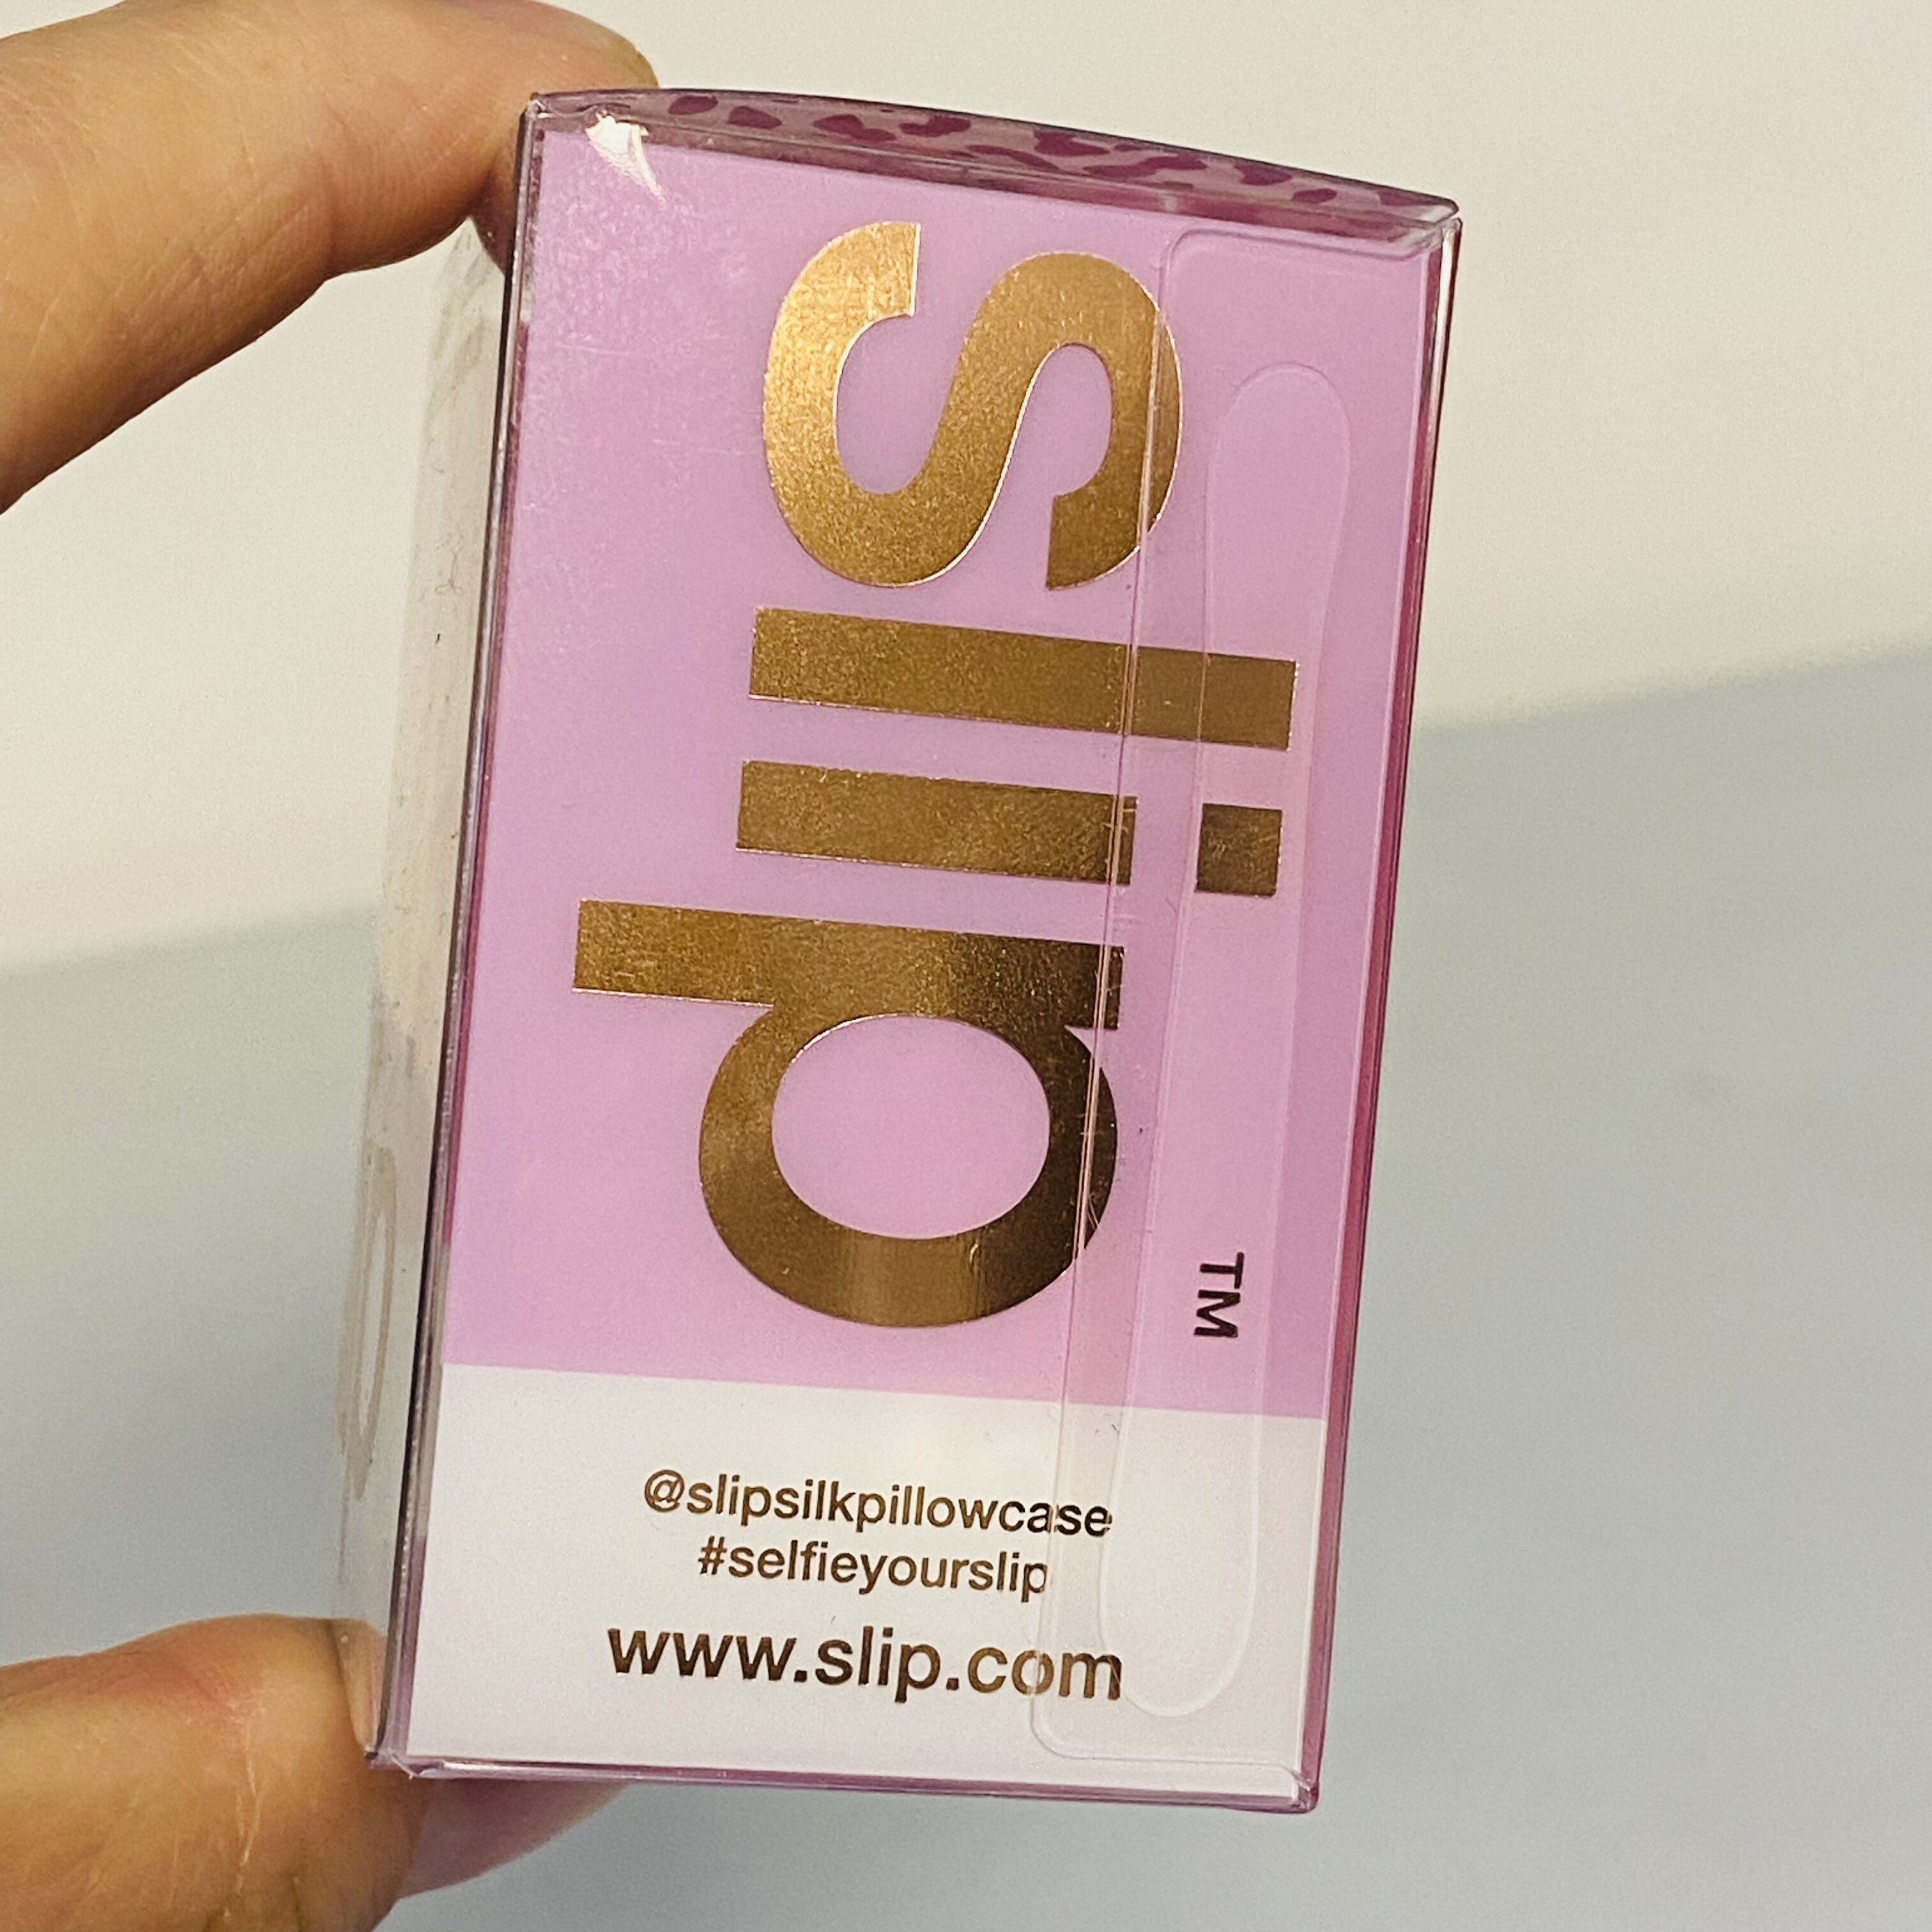 slip
TM
@slipsilkpillowcase
#selfieyourslip
www.slip.com